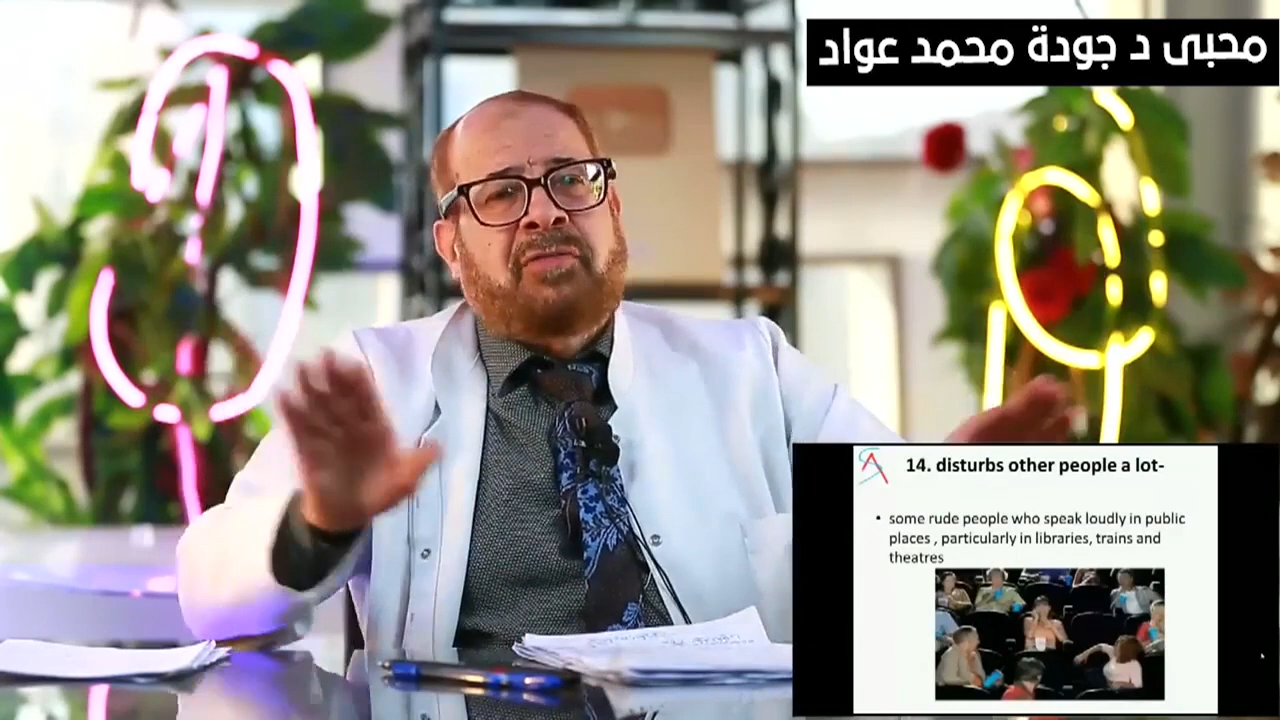 محبى د جودة محمد عواد
14. disturbs other people a lot-
• some rude people who speak loudly in public
places , particularly in libraries, trains and
theatres